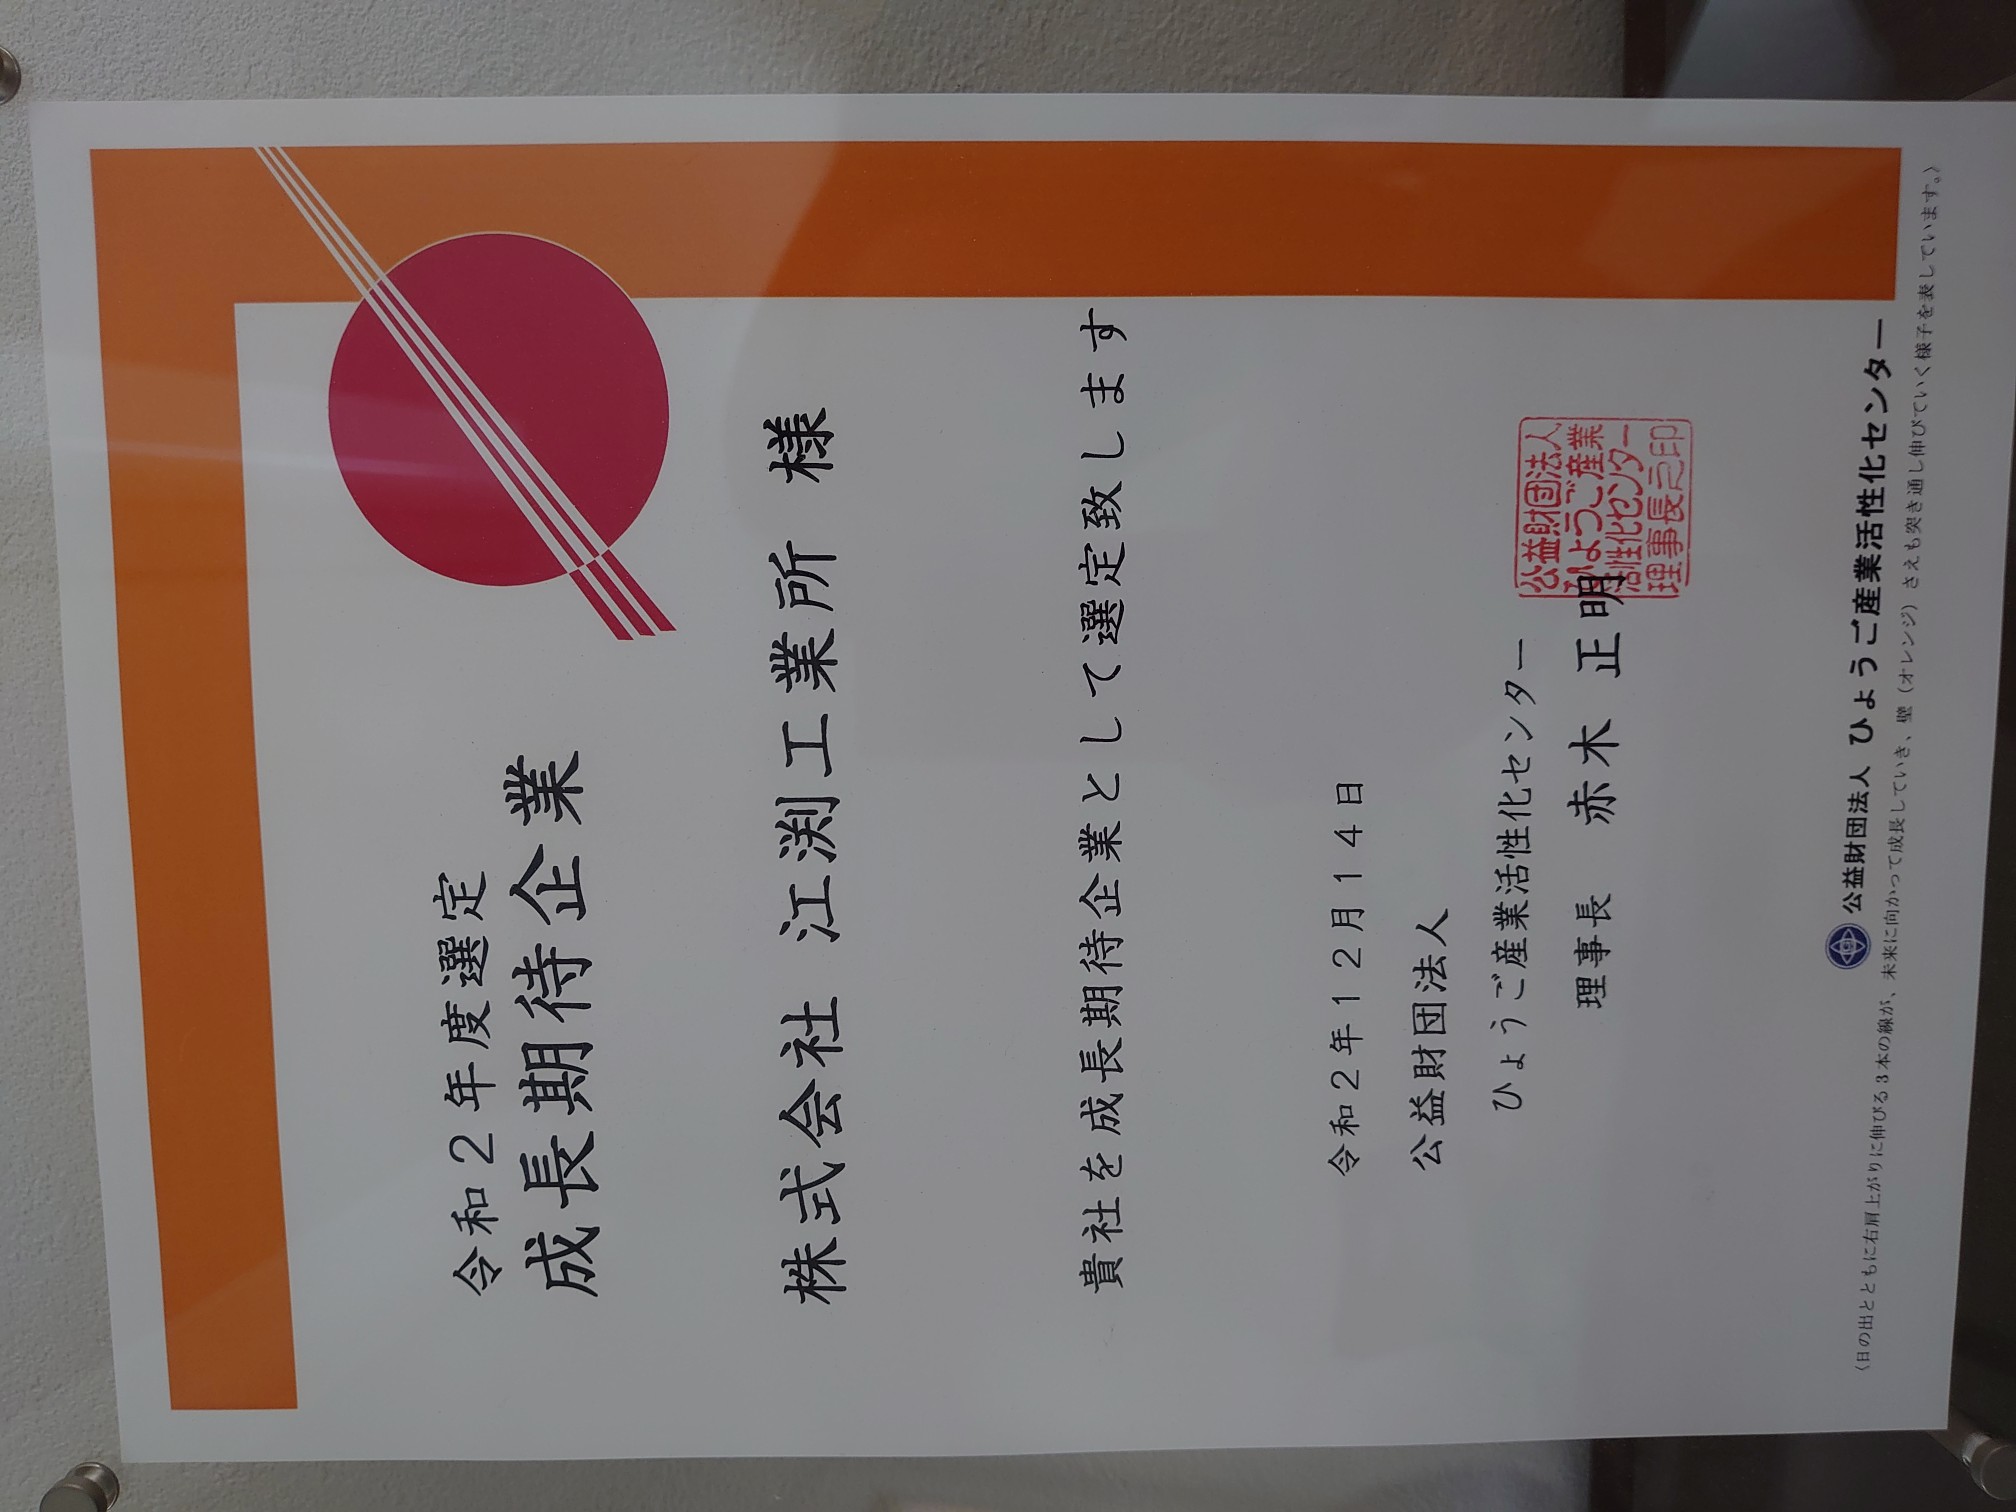 令和２年度選定
成長期待企業
株式会社 江渕工業所 様
貴社を成長期待企業として選定致します
令和２年１２月１４日
公益財団法人
ひょうご産業活性化センター
理事長 赤木 正明
公益財団法人
ひょうご産業
活性化センター
理事長之印
公益財団法人 ひょうご産業活性化センター
〈日の出とともに右肩上がりに伸びる３本の線が、未来に向かって成長していき、壁（オレンジ）さえも突き通し伸びていく様子を表しています。〉